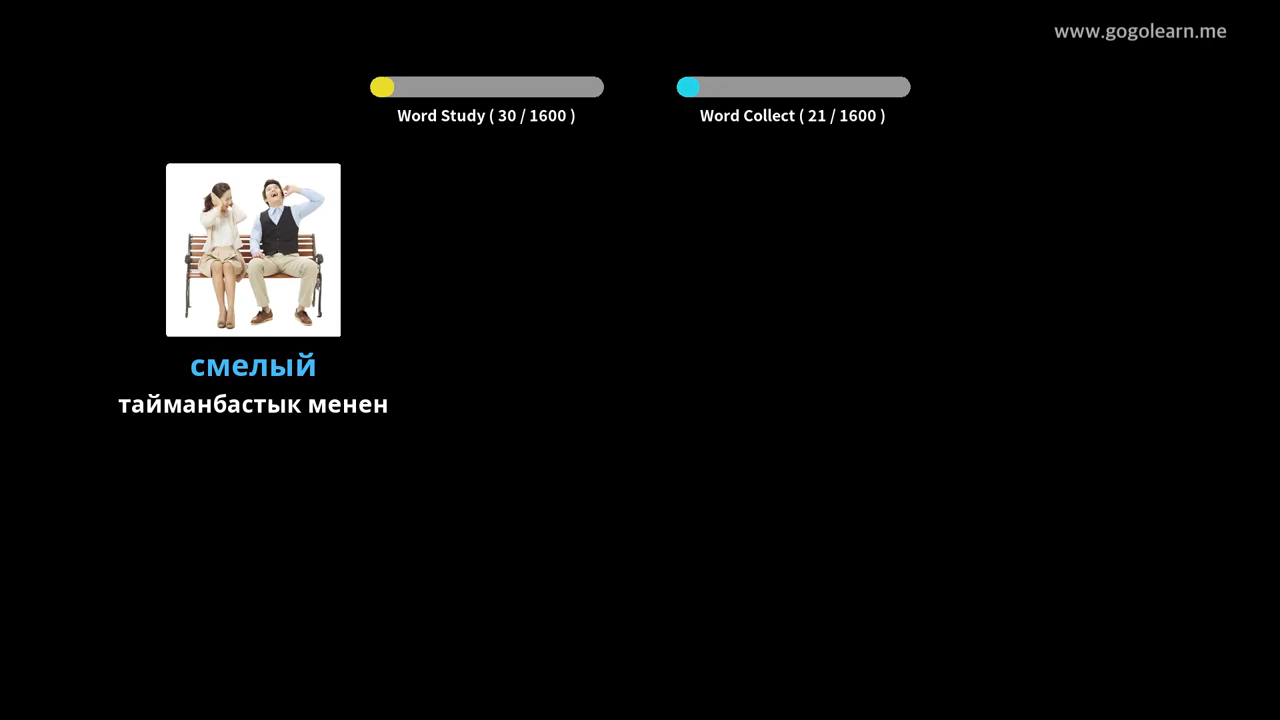 www.gogolearn.me
Word Study ( 30 / 1600 )
Word Collect ( 21 / 1600 )
смелый
тайманбастык менен